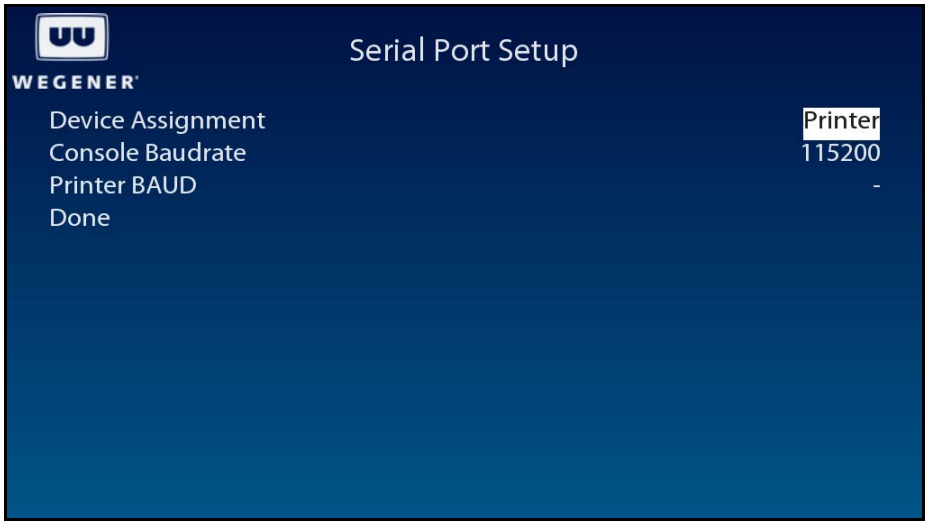 UU
WEGENER®
Serial Port Setup
Device Assignment Printer
Console Baudrate 115200
Printer BAUD -
Done